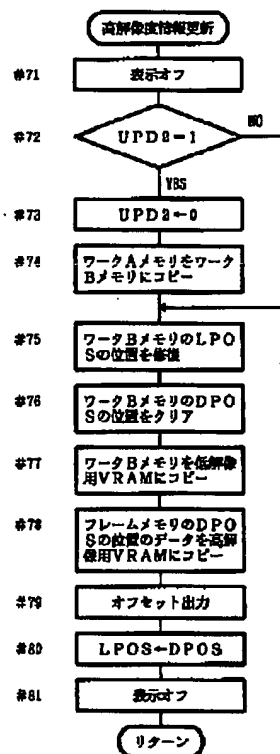 高解像度情報更新
#71
表示オフ
#72
UPD2=1
NO
YES
#73
UPD2←0
#74
ワークAメモリをワーク
Bメモリにコピー
#75
ワークBメモリのLPO
Sの位置を修復
#76
ワークBメモリのDPO
Sの位置をクリア
#77
ワークBメモリを低解像
用VRAMにコピー
#78
フレームメモリのDPO
Sの位置のデータを高解
像用VRAMにコピー
#79
オフセット出力
#80
LPOS←DPOS
#81
表示オフ
リターン